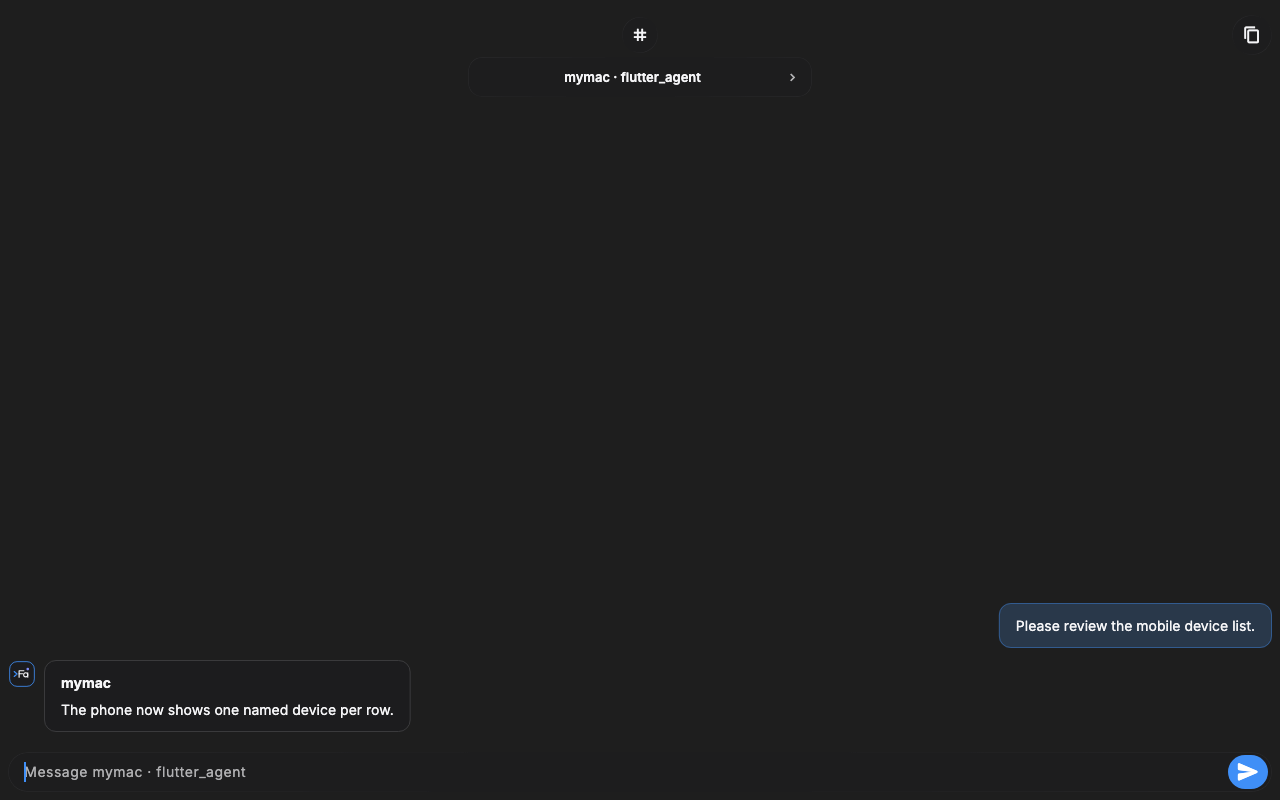 #
mymac · flutter_agent
Please review the mobile device list.
>Fa
mymac
The phone now shows one named device per row.
Message mymac · flutter_agent